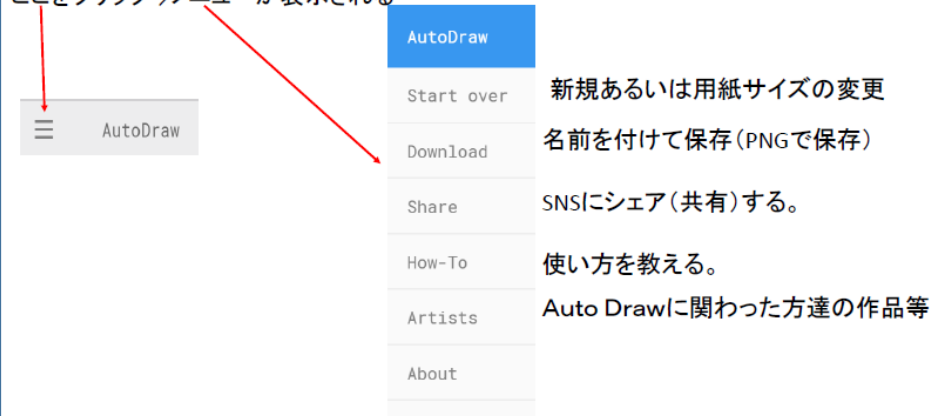 AutoDraw
Start over 新規あるいは用紙サイズの変更
☰ AutoDraw
Download 名前を付けて保存(PNGで保存)
Share SNSにシェア(共有)する。
How-To 使い方を教える。
Artists Auto Drawに関わった方達の作品等
About